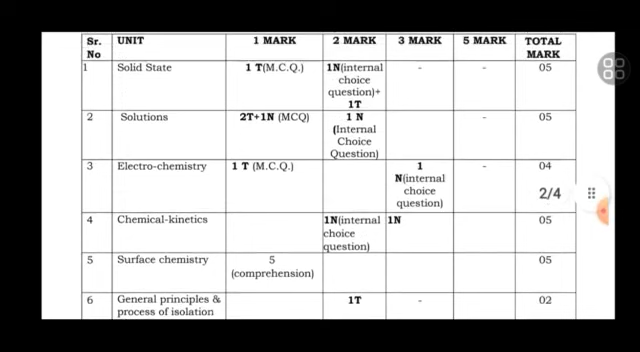 Sr. No UNIT 1 MARK 2 MARK 3 MARK 5 MARK TOTAL MARK
1 Solid State 1 T(M.C.Q.) 1N(internal choice question)+ 1T - - 05
2 Solutions 2T+1N (MCQ) 1 N (Internal Choice Question) - 05
3 Electro-chemistry 1 T (M.C.Q.) 1 N(internal choice question) - 04
2/4
4 Chemical-kinetics 1N(internal choice question) 1N 05
5 Surface chemistry 5 (comprehension) 05
6 General principles & process of isolation 1T - 02